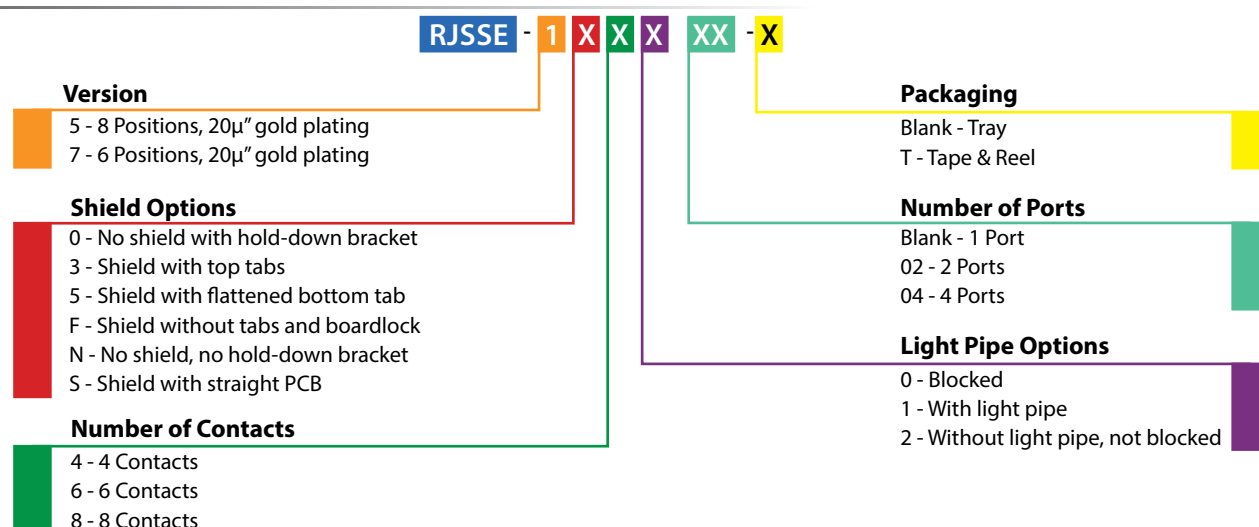 RJSSE - 1 X X X XX - X
Version
5 - 8 Positions, 20µ” gold plating
7 - 6 Positions, 20µ” gold plating
Shield Options
0 - No shield with hold-down bracket
3 - Shield with top tabs
5 - Shield with flattened bottom tab
F - Shield without tabs and boardlock
N - No shield, no hold-down bracket
S - Shield with straight PCB
Number of Contacts
4 - 4 Contacts
6 - 6 Contacts
8 - 8 Contacts
Packaging
Blank - Tray
T - Tape & Reel
Number of Ports
Blank - 1 Port
02 - 2 Ports
04 - 4 Ports
Light Pipe Options
0 - Blocked
1 - With light pipe
2 - Without light pipe, not blocked